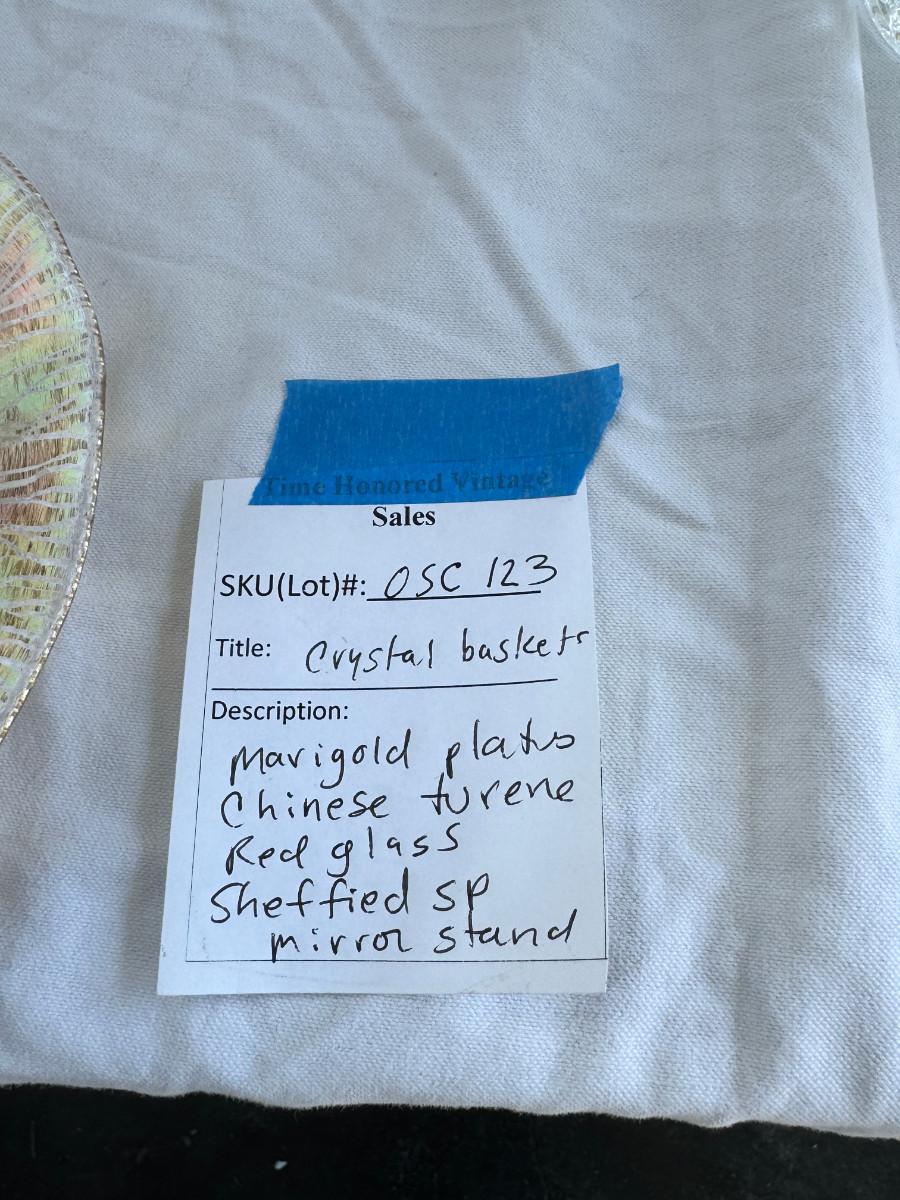 Time Honored Vintage
Sales
SKU(Lot)#: OSC 123
Title: Crystal baskets
Description:
Marigold plates
Chinese turene
Red glass
Sheffied sp
mirror stand